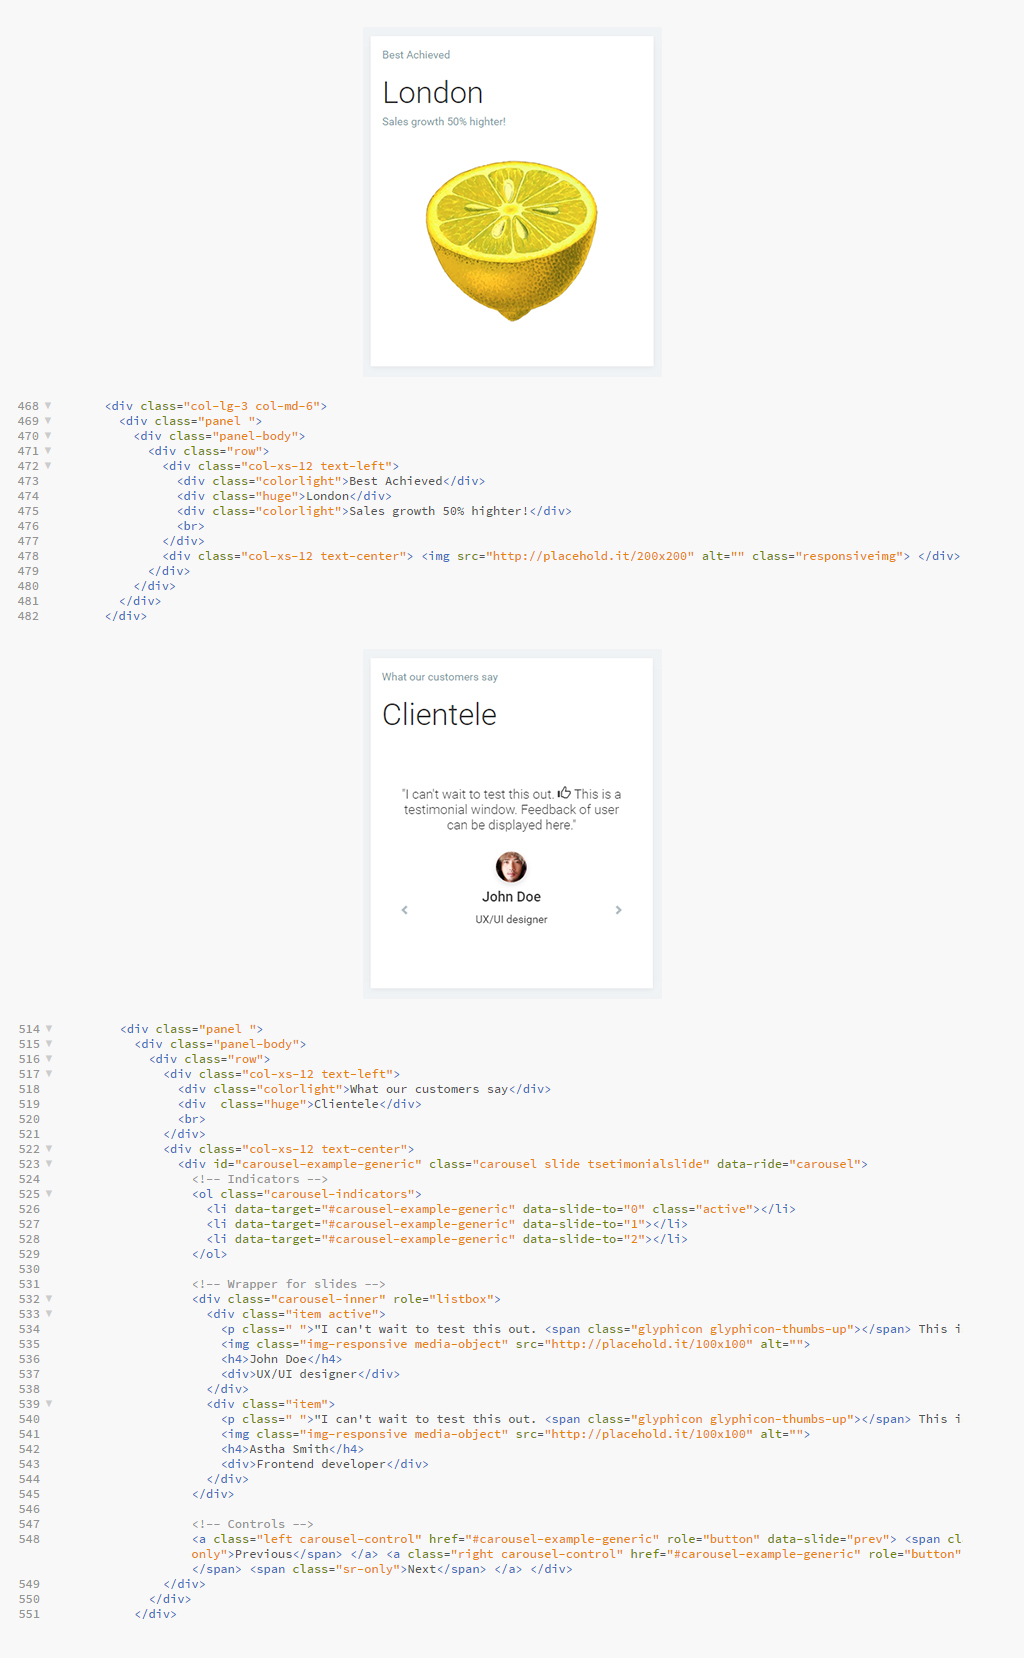 Best Achieved
London
Sales growth 50% highter!
468 <div class="col-lg-3 col-md-6">
469 <div class="panel ">
470 <div class="panel-body">
471 <div class="row">
472 <div class="col-xs-12 text-left">
473 <div class="colorlight">Best Achieved</div>
474 <div class="huge">London</div>
475 <div class="colorlight">Sales growth 50% highter!</div>
476 <br>
477 </div>
478 <div class="col-xs-12 text-center"> <img src="http://placehold.it/200x200" alt="" class="responsiveimg"> </div>
479 </div>
480 </div>
481 </div>
482 </div>
What our customers say
Clientele
"I can't wait to test this out. This is a
testimonial window. Feedback of user
can be displayed here."
John Doe
UX/UI designer
514 <div class="panel ">
515 <div class="panel-body">
516 <div class="row">
517 <div class="col-xs-12 text-left">
518 <div class="colorlight">What our customers say</div>
519 <div  class="huge">Clientele</div>
520 <br>
521 </div>
522 <div class="col-xs-12 text-center">
523 <div id="carousel-example-generic" class="carousel slide tsetimonialslide" data-ride="carousel">
524 <!-- Indicators -->
525 <ol class="carousel-indicators">
526 <li data-target="#carousel-example-generic" data-slide-to="0" class="active"></li>
527 <li data-target="#carousel-example-generic" data-slide-to="1"></li>
528 <li data-target="#carousel-example-generic" data-slide-to="2"></li>
529 </ol>
530
531 <!-- Wrapper for slides -->
532 <div class="carousel-inner" role="listbox">
533 <div class="item active">
534 <p class=" ">"I can't wait to test this out. <span class="glyphicon glyphicon-thumbs-up"></span> This i
535 <img class="img-responsive media-object" src="http://placehold.it/100x100" alt="">
536 <h4>John Doe</h4>
537 <div>UX/UI designer</div>
538 </div>
539 <div class="item">
540 <p class=" ">"I can't wait to test this out. <span class="glyphicon glyphicon-thumbs-up"></span> This i
541 <img class="img-responsive media-object" src="http://placehold.it/100x100" alt="">
542 <h4>Astha Smith</h4>
543 <div>Frontend developer</div>
544 </div>
545 </div>
546
547 <!-- Controls -->
548 <a class="left carousel-control" href="#carousel-example-generic" role="button" data-slide="prev"> <span cl
only">Previous</span> </a> <a class="right carousel-control" href="#carousel-example-generic" role="button"
</span> <span class="sr-only">Next</span> </a> </div>
549 </div>
550 </div>
551 </div>